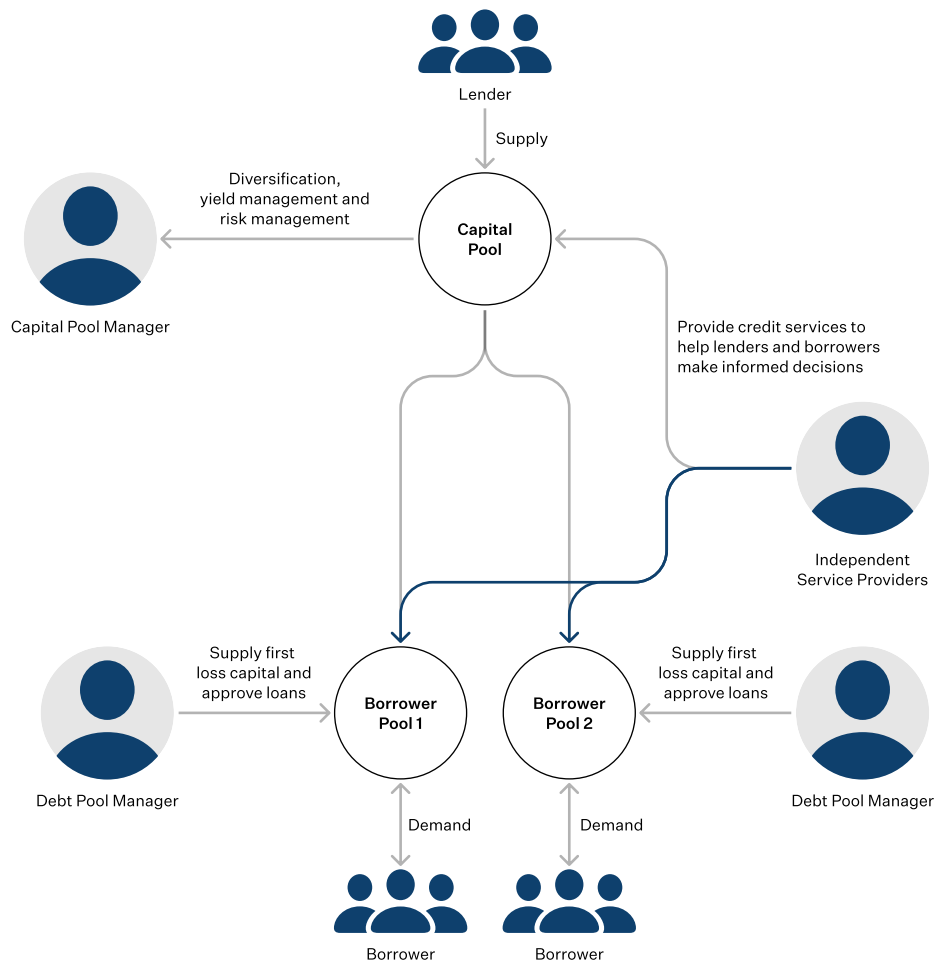 Lender
Supply
Diversification,
yield management and
risk management
Capital
Pool
Capital Pool Manager
Provide credit services to
help lenders and borrowers
make informed decisions
Independent
Service Providers
Supply first
loss capital and
approve loans
Supply first
loss capital and
approve loans
Borrower
Pool 1
Borrower
Pool 2
Debt Pool Manager
Debt Pool Manager
Demand
Demand
Borrower
Borrower